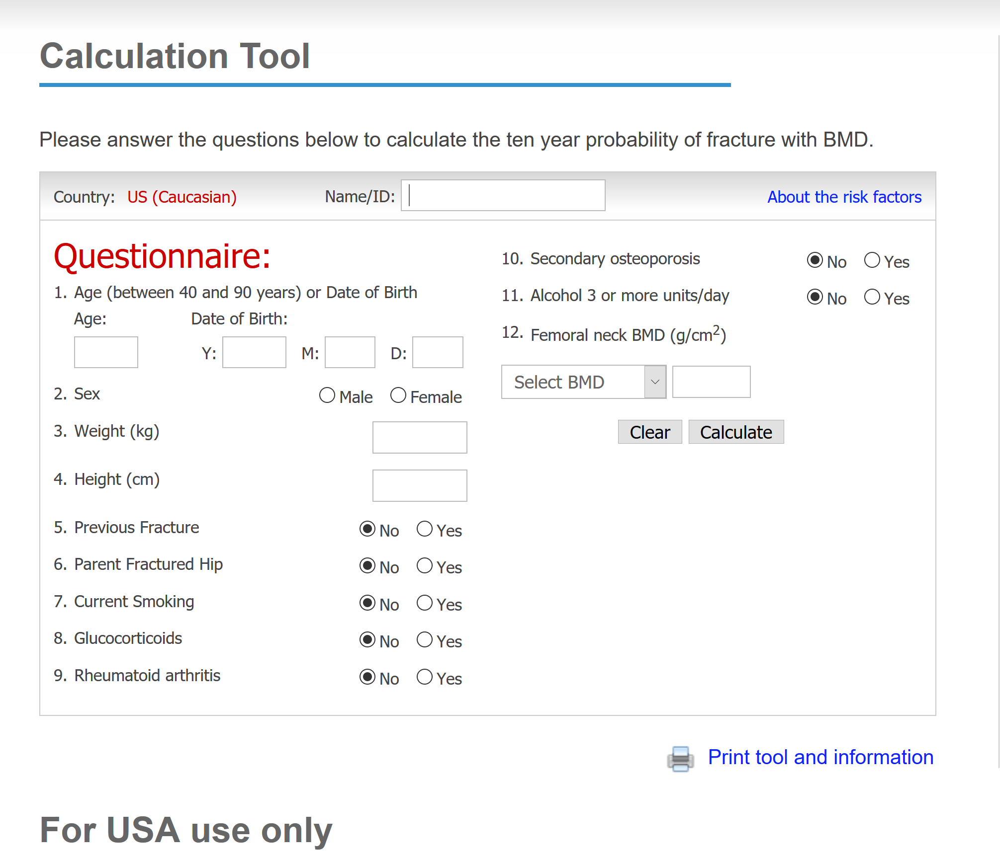 Calculation Tool
Please answer the questions below to calculate the ten year probability of fracture with BMD.
Country: US (Caucasian) Name/ID: About the risk factors
Questionnaire:
1. Age (between 40 and 90 years) or Date of Birth
Age: Date of Birth:
Y: M: D:
2. Sex Male Female
3. Weight (kg)
4. Height (cm)
5. Previous Fracture No Yes
6. Parent Fractured Hip No Yes
7. Current Smoking No Yes
8. Glucocorticoids No Yes
9. Rheumatoid arthritis No Yes
10. Secondary osteoporosis No Yes
11. Alcohol 3 or more units/day No Yes
12. Femoral neck BMD (g/cm²)
Select BMD
Clear Calculate
Print tool and information
For USA use only